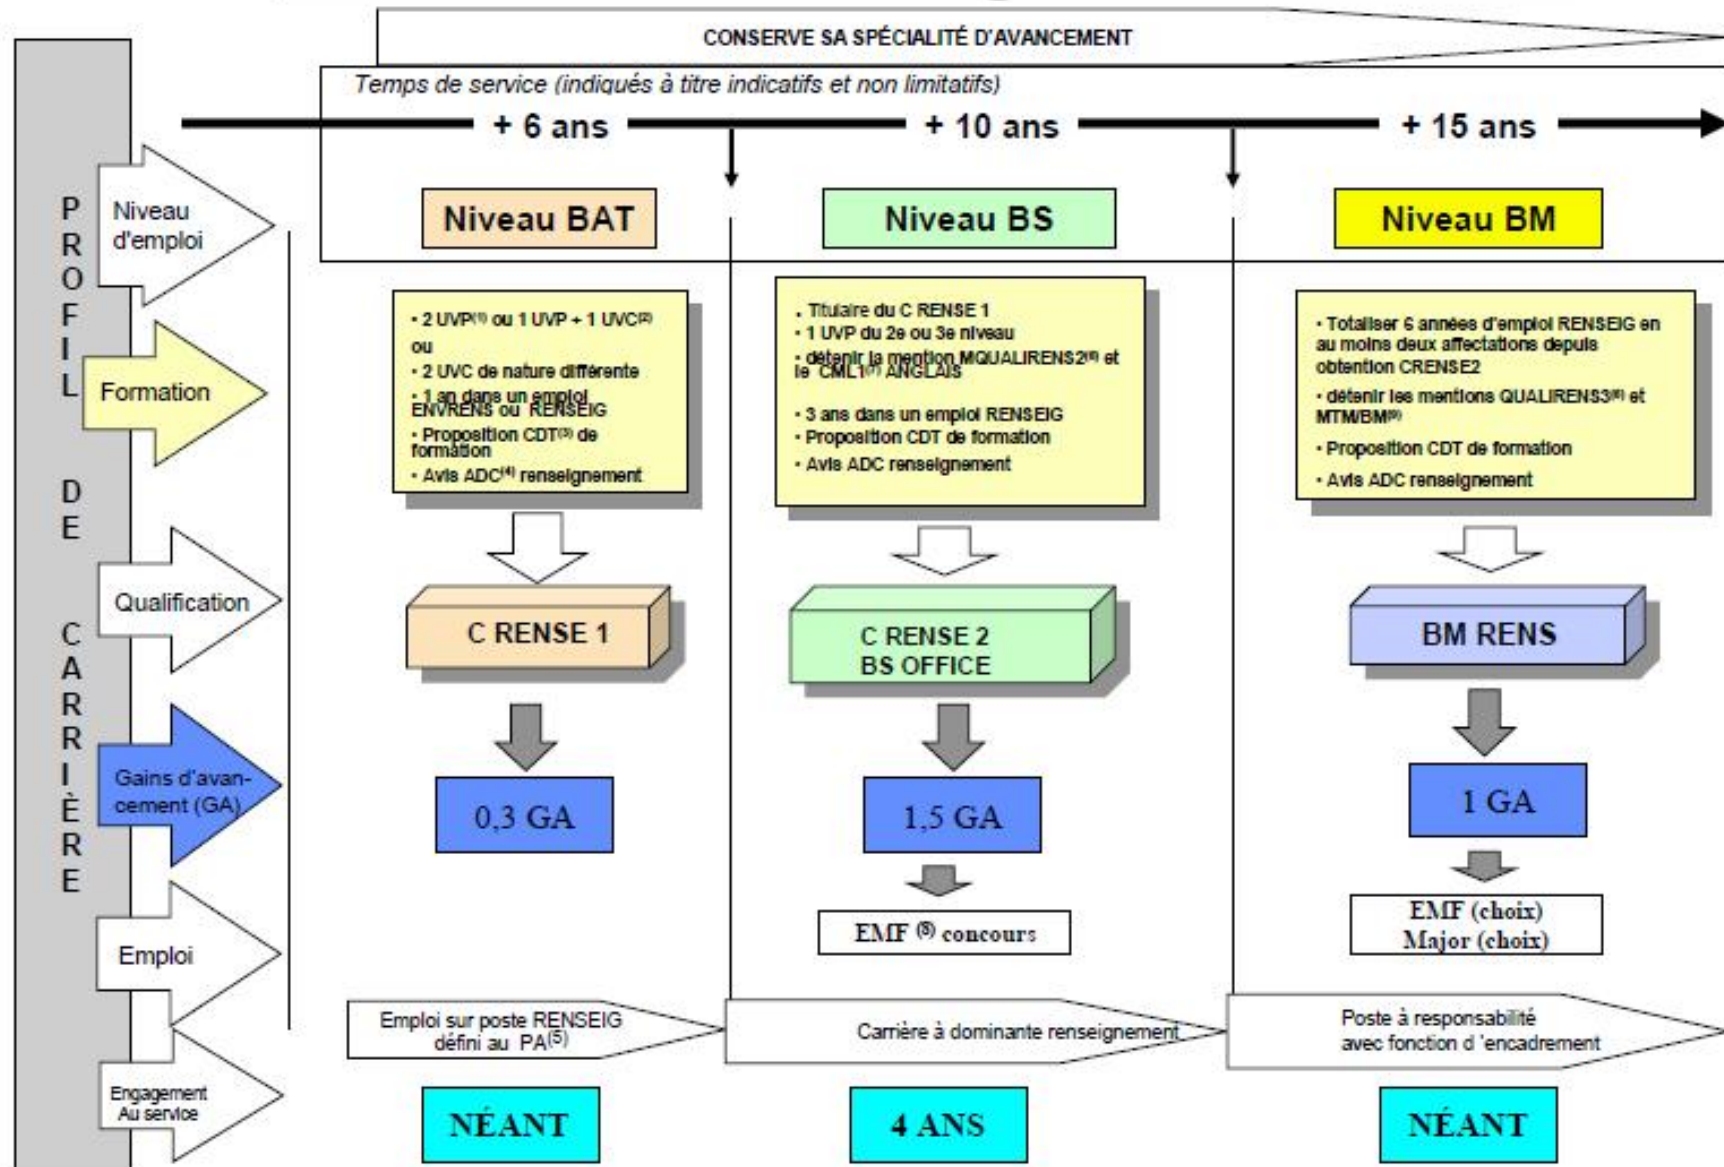 CONSERVE SA SPÉCIALITÉ D'AVANCEMENT
Temps de service (indiqués à titre indicatifs et non limitatifs)
+ 6 ans
+ 10 ans
+ 15 ans
PROFIL DE CARRIÈRE
Niveau
d'emploi
Niveau BAT
Niveau BS
Niveau BM
Formation
• 2 UVP(1) ou 1 UVP + 1 UVC(2)
ou
• 2 UVC de nature différente
• 1 an dans un emploi
ENVRENS ou RENSEIG
• Proposition CDT(3) de
formation
• Avis ADC(4) renseignement
. Titulaire du C RENSE 1
• 1 UVP du 2e ou 3e niveau
• détenir la mention MQUALIRENS2(6) et
le CML1(7) ANGLAIS
• 3 ans dans un emploi RENSEIG
• Proposition CDT de formation
• Avis ADC renseignement
• Totaliser 6 années d'emploi RENSEIG en
au moins deux affectations depuis
obtention CRENSE2
• détenir les mentions QUALIRENS3(6) et
MTM/BM(9)
• Proposition CDT de formation
• Avis ADC renseignement
Qualification
C RENSE 1
C RENSE 2
BS OFFICE
BM RENS
Gains d'avan-
cement (GA)
0,3 GA
1,5 GA
1 GA
EMF (8) concours
EMF (choix)
Major (choix)
Emploi
Emploi sur poste RENSEIG
défini au PA(5)
Carrière à dominante renseignement
Poste à responsabilité
avec fonction d 'encadrement
Engagement
Au service
NÉANT
4 ANS
NÉANT